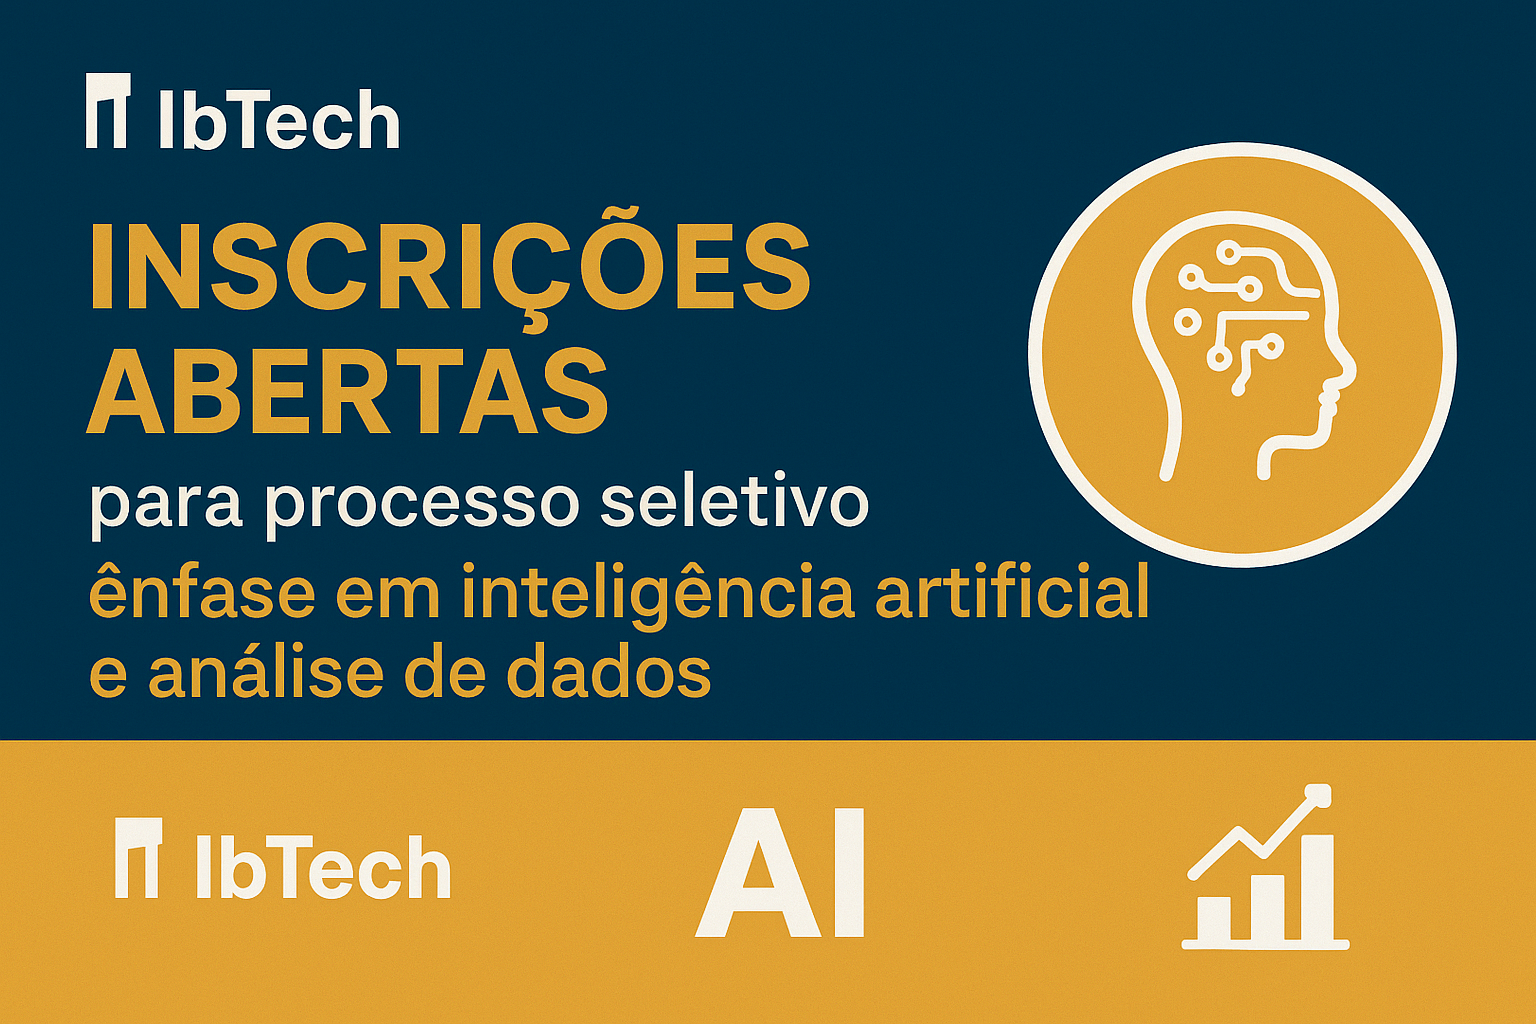 IbTech
INSCRIÇÕES
ABERTAS
para processo seletivo
ênfase em inteligência artificial
e análise de dados
IbTech
AI